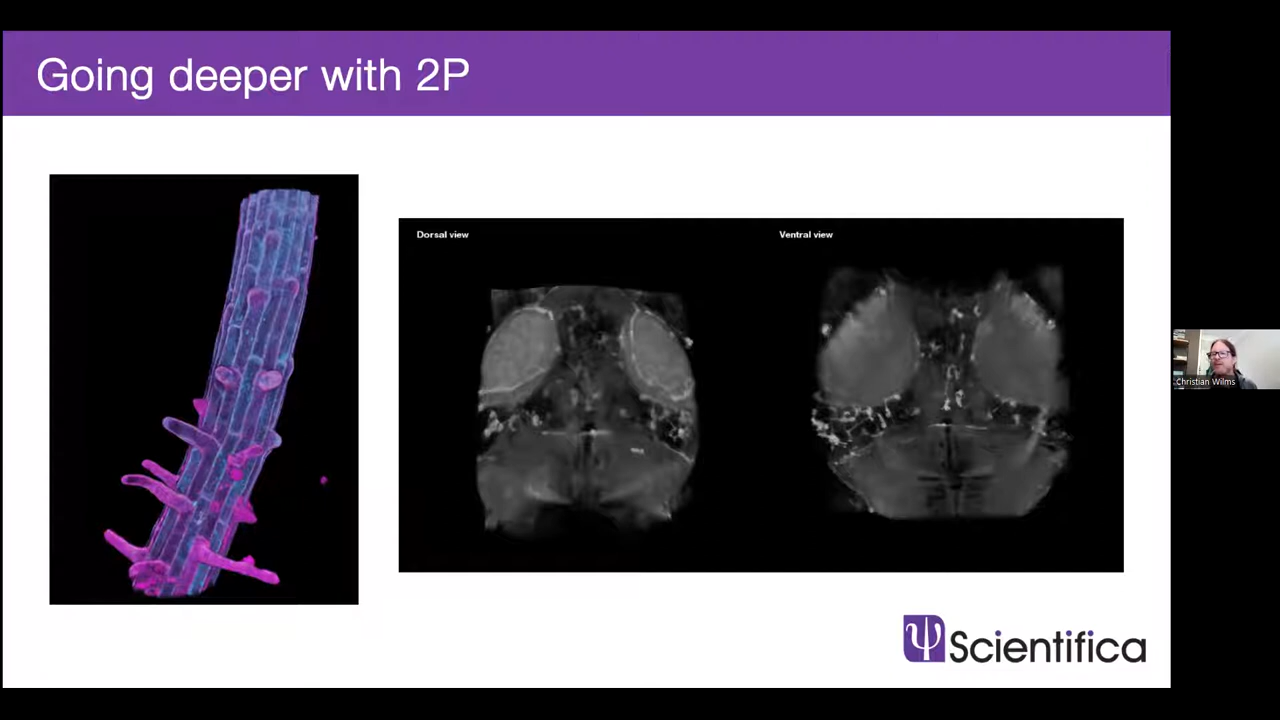 Going deeper with 2P
Dorsal view
Ventral view
Christian Wilms
Scientifica